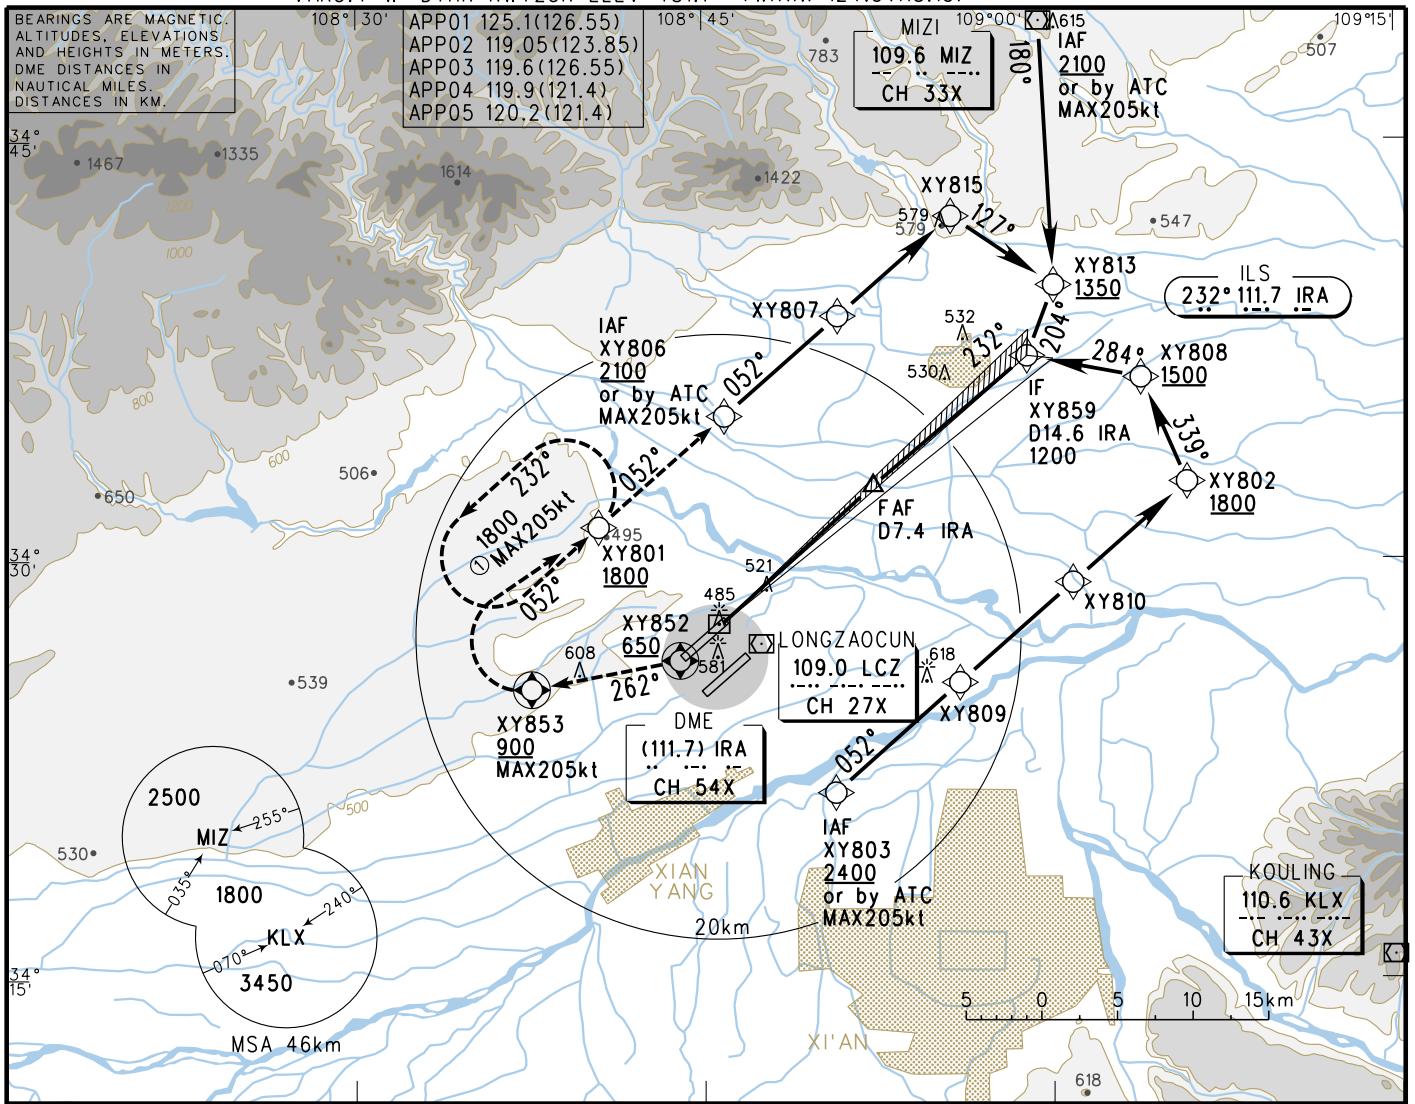 BEARINGS ARE MAGNETIC.
ALTITUDES, ELEVATIONS
AND HEIGHTS IN METERS.
DME DISTANCES IN
NAUTICAL MILES.
DISTANCES IN KM.
108°30'
APP01 125.1(126.55)
APP02 119.05(123.85)
APP03 119.6(126.55)
APP04 119.9(121.4)
APP05 120.2(121.4)
108°45'
783
MIZI
109.6 MIZ
CH 33X
109°00'
180°
615
IAF
2100
or by ATC
MAX205kt
507
109°15'
34°
45'
1467
1335
1614
1422
1200
1000
800
600
XY815
579
579
127°
547
XY813
1350
204°
ILS
232° 111.7 IRA
XY807
532
530
232°
IAF
XY806
2100
or by ATC
MAX205kt
052°
284°
XY808
1500
IF
XY859
D14.6 IRA
1200
339°
XY802
1800
506
650
232°
1800
① MAX205kt
052°
052°
495
XY801
1800
FAF
D7.4 IRA
34°
30'
521
485
XY810
XY852
650
581
608
262°
LONGZAOCUN
109.0 LCZ
CH 27X
618
XY809
539
XY853
900
MAX205kt
DME
(111.7) IRA
CH 54X
052°
500
IAF
XY803
2400
or by ATC
MAX205kt
2500
MIZ
255°
035°
1800
240°
KLX
070°
3450
MSA 46km
530
XIAN
YANG
20km
KOULING
110.6 KLX
CH 43X
34°
15'
5 0 5 10 15km
XI'AN
618